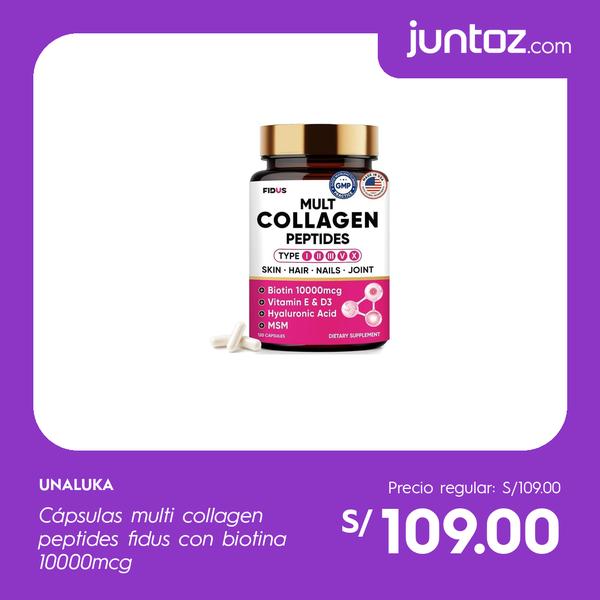 juntoz.com
FIDUS
GMP
MULT
COLLAGEN
PEPTIDES
TYPE I II III V X
SKIN · HAIR · NAILS · JOINT
Biotin 10000mcg
Vitamin E & D3
Hyaluronic Acid
MSM
120 CAPSULES
DIETARY SUPPLEMENT
UNALUKA
Cápsulas multi collagen
peptides fidus con biotina
10000mcg
Precio regular: S/109.00
S/ 109.00